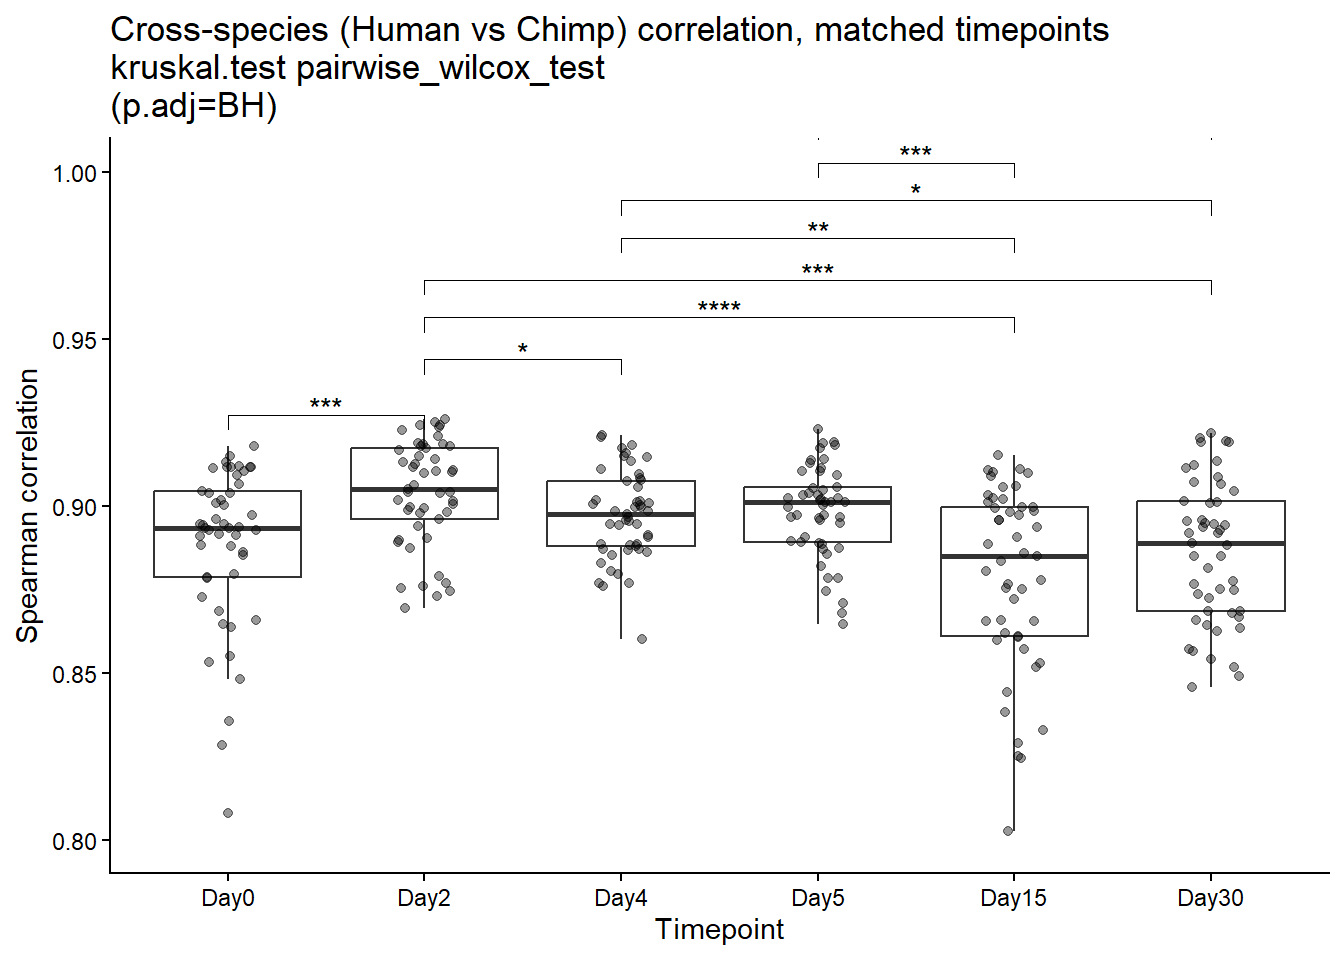 Cross-species (Human vs Chimp) correlation, matched timepoints
kruskal.test pairwise_wilcox_test
(p.adj=BH)
***
1.00
*
**
***
****
0.95
*
***
0.90
0.85
0.80
Spearman correlation
Day0 Day2 Day4 Day5 Day15 Day30
Timepoint